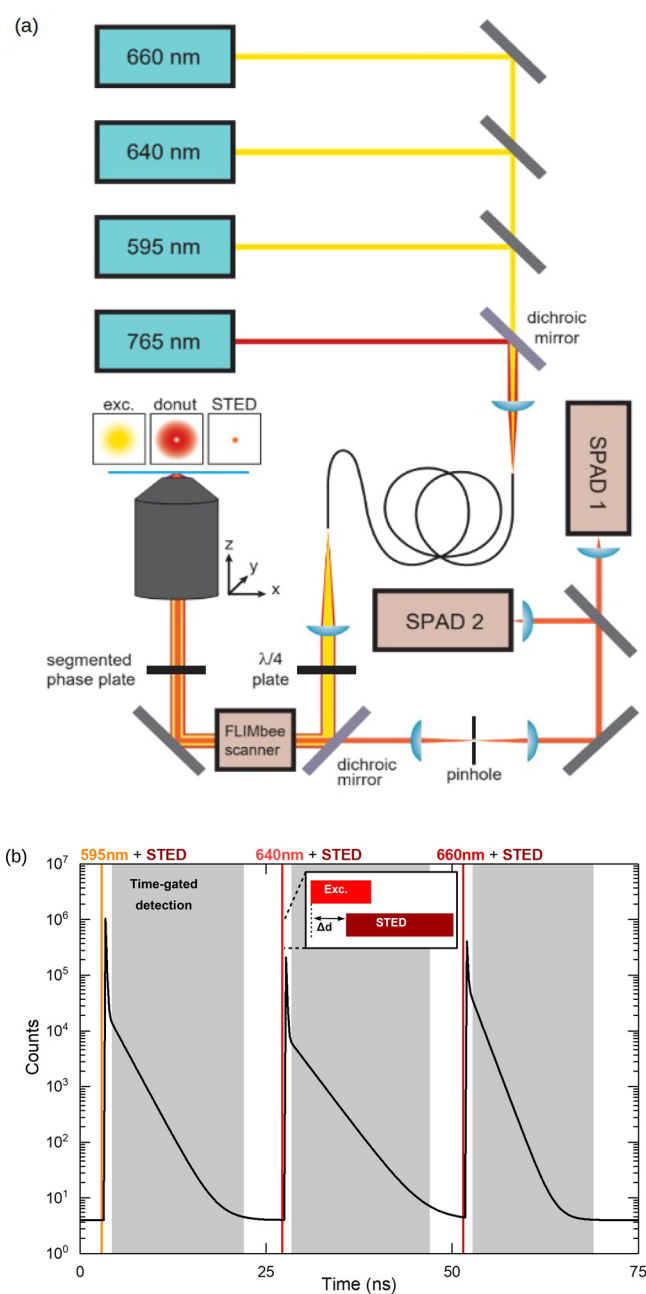 (a)
660 nm
640 nm
595 nm
765 nm
dichroic
mirror
exc. donut STED
SPAD 1
z
y
x
SPAD 2
segmented
phase plate
λ/4
plate
FLIMbee
scanner
dichroic
mirror
pinhole
(b)
595nm + STED 640nm + STED 660nm + STED
10⁷
10⁶
10⁵
10⁴
10³
10²
10¹
10⁰
Counts
Time-gated
detection
Exc.
Δd
STED
0 25 50 75
Time (ns)